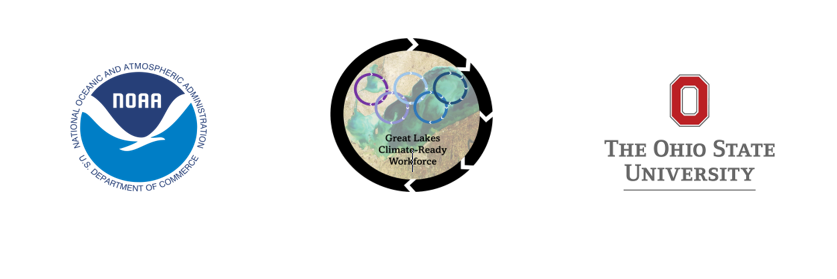 NATIONAL OCEANIC AND ATMOSPHERIC ADMINISTRATION
NOAA
U.S. DEPARTMENT OF COMMERCE
Great Lakes
Climate-Ready
Workforce
THE OHIO STATE
UNIVERSITY